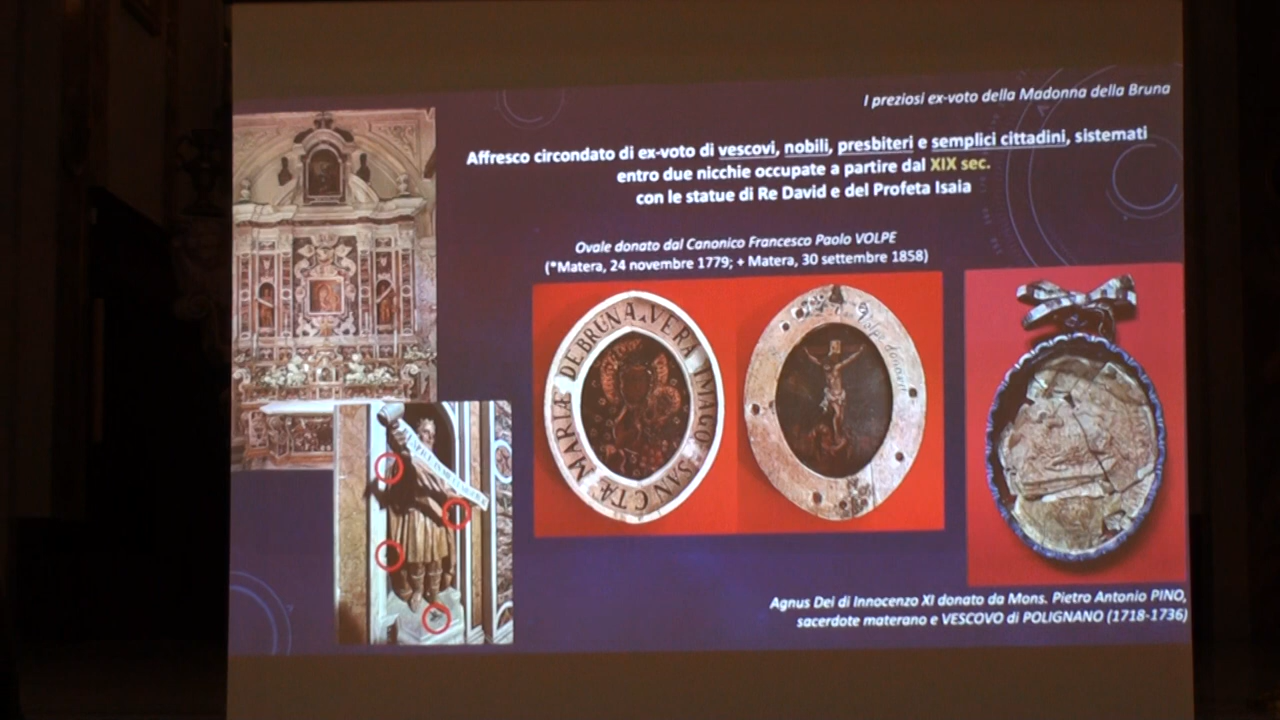 I preziosi ex-voto della Madonna della Bruna
Affresco circondato di ex-voto di vescovi, nobili, presbiteri e semplici cittadini, sistemati
entro due nicchie occupate a partire dal XIX sec.
con le statue di Re David e del Profeta Isaia
Ovale donato dal Canonico Francesco Paolo VOLPE
(*Matera, 24 novembre 1779; + Matera, 30 settembre 1858)
VERA IMAGO SANCTÆ MARIÆ DE BRUNA
Volpe donavit
Agnus Dei di Innocenzo XI donato da Mons. Pietro Antonio PINO,
sacerdote materano e VESCOVO di POLIGNANO (1718-1736)